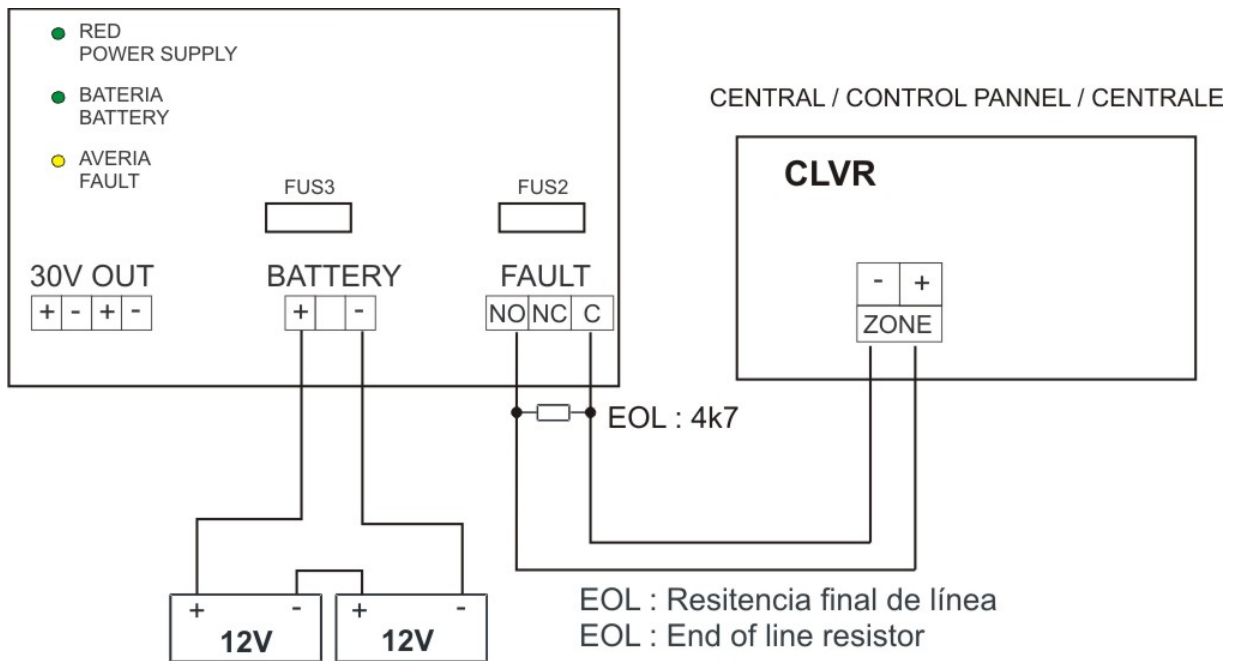 RED
POWER SUPPLY
BATERIA
BATTERY
AVERIA
FAULT
FUS3
FUS2
30V OUT
BATTERY
FAULT
+ - + -
+ -
NO NC C
CENTRAL / CONTROL PANNEL / CENTRALE
CLVR
- +
ZONE
EOL : 4k7
+ -
12V
+ -
12V
EOL : Resitencia final de línea
EOL : End of line resistor